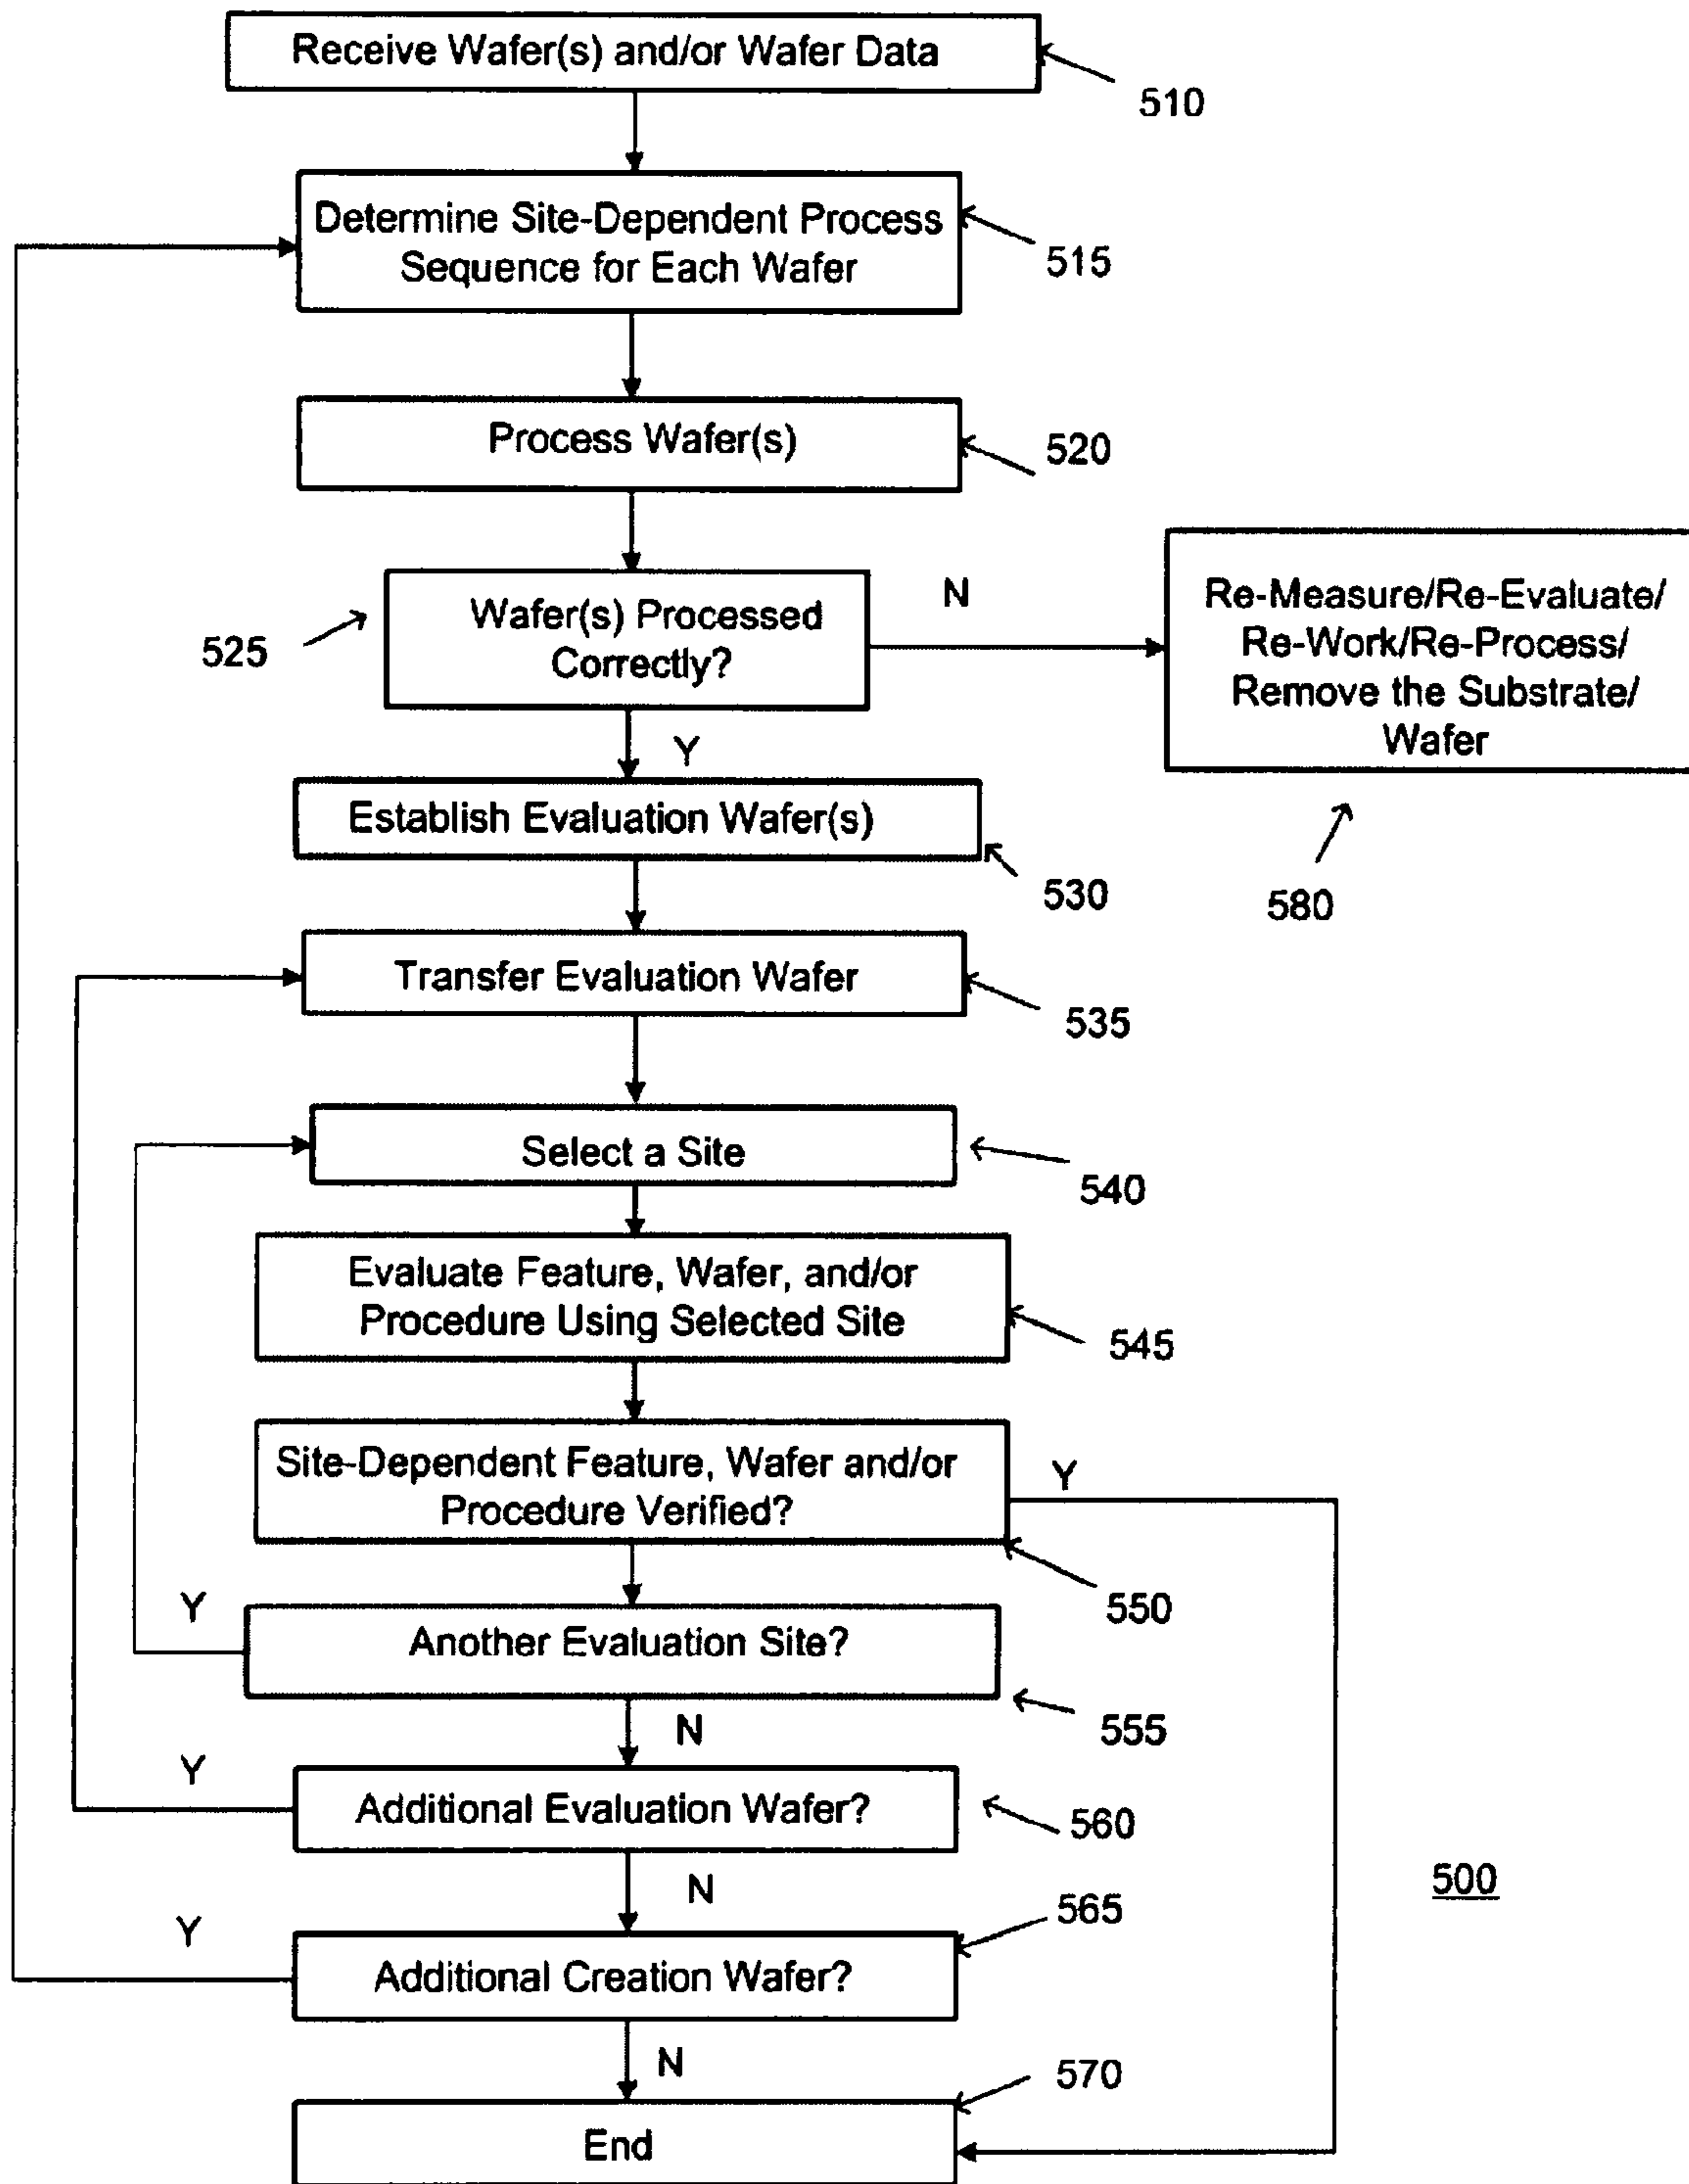 Receive Wafer(s) and/or Wafer Data
510
Determine Site-Dependent Process
Sequence for Each Wafer
515
Process Wafer(s)
520
Wafer(s) Processed
Correctly?
525
N
Re-Measure/Re-Evaluate/
Re-Work/Re-Process/
Remove the Substrate/
Wafer
580
Y
Establish Evaluation Wafer(s)
530
Transfer Evaluation Wafer
535
Select a Site
540
Evaluate Feature, Wafer, and/or
Procedure Using Selected Site
545
Site-Dependent Feature, Wafer and/or
Procedure Verified?
Y
550
Y
Another Evaluation Site?
555
N
Y
Additional Evaluation Wafer?
560
N
500
Y
Additional Creation Wafer?
565
N
570
End